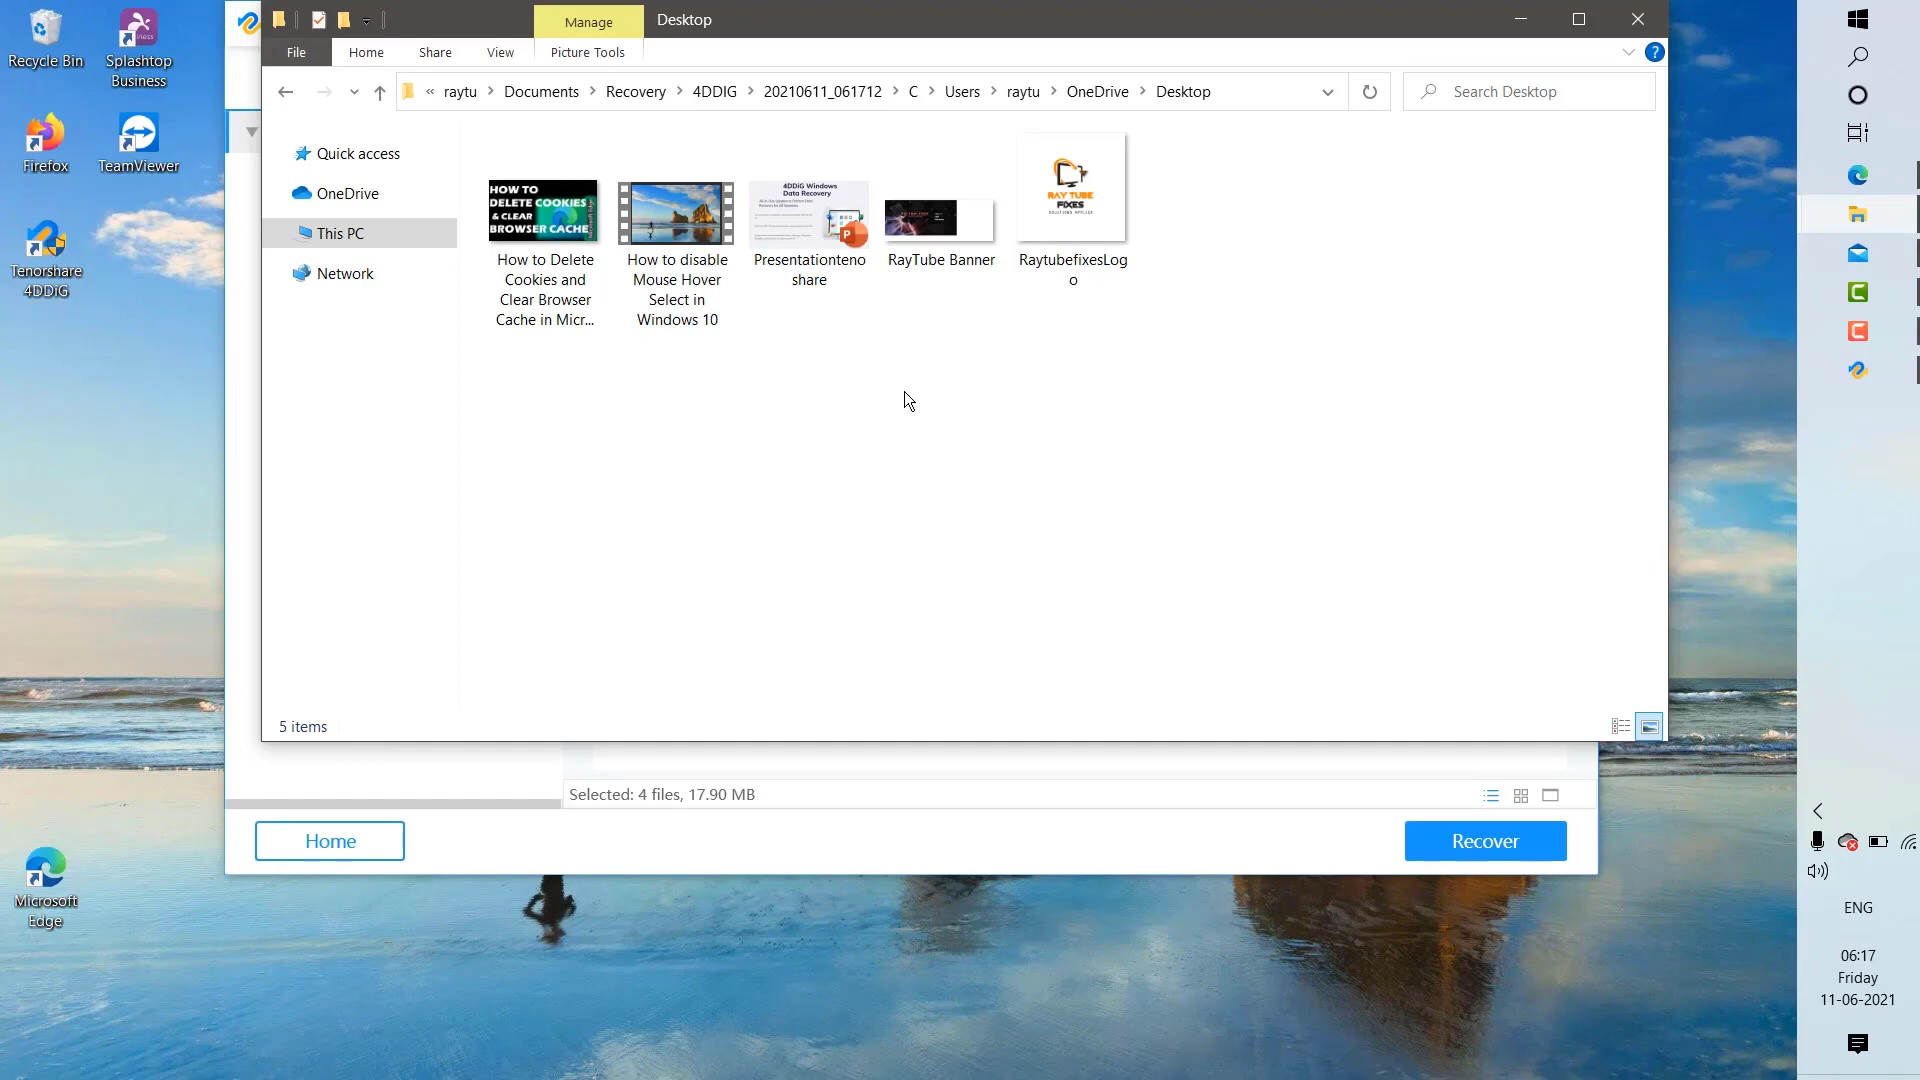 Recycle Bin
Splashtop
Business
Firefox
TeamViewer
Tenorshare
4DDiG
Microsoft
Edge
Manage
Desktop
File
Home
Share
View
Picture Tools
?
« raytu > Documents > Recovery > 4DDIG > 20210611_061712 > C > Users > raytu > OneDrive > Desktop
Search Desktop
Quick access
OneDrive
This PC
Network
HOW TO
DELETE COOKIES
& CLEAR
BROWSER CACHE
How to Delete
Cookies and
Clear Browser
Cache in Micr...
How to disable
Mouse Hover
Select in
Windows 10
4DDiG Windows
Data Recovery
P
Presentationteno
share
RayTube Banner
RAY TUBE
FIXES
SOLUTIONS APPLIED
RaytubefixesLog
o
5 items
Selected: 4 files, 17.90 MB
Home
Recover
ENG
06:17
Friday
11-06-2021